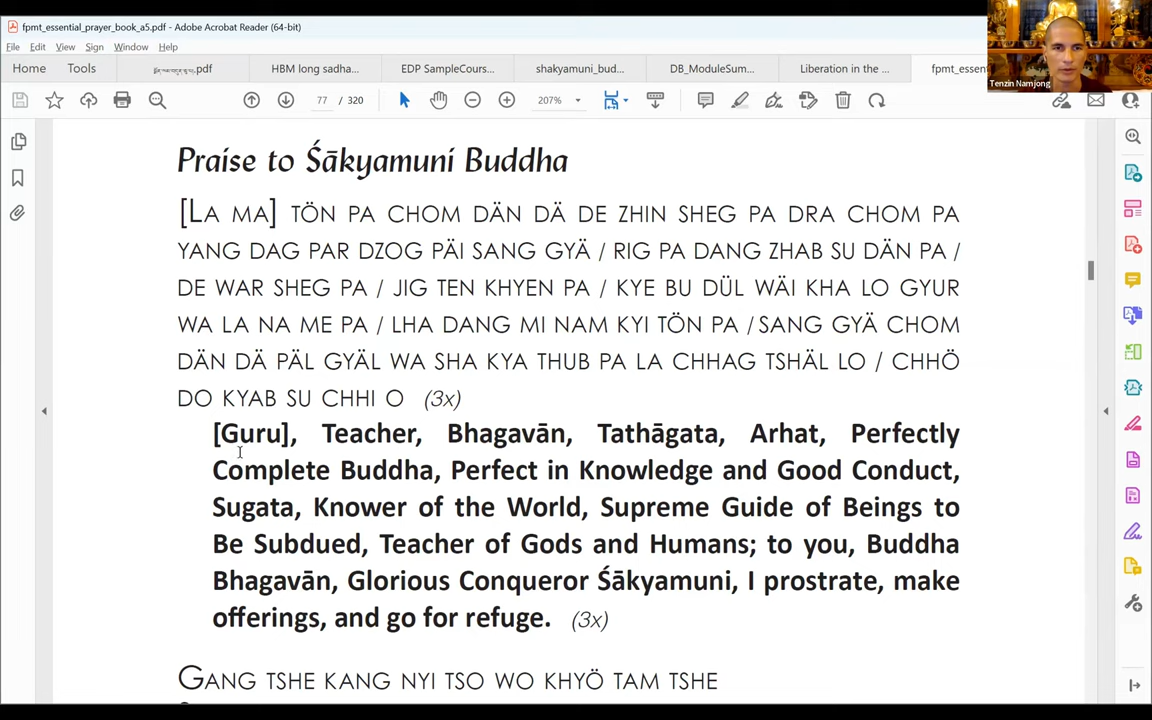 fpmt_essential_prayer_book_a5.pdf - Adobe Acrobat Reader (64-bit)
File Edit View Sign Window Help
Home Tools .pdf HBM long sadha... EDP SampleCours... shakyamuni_bud... DB_ModuleSum... Liberation in the ... fpmt_essen
Tenzin Namjong
77 / 320 207%
Praise to Śākyamuni Buddha
[LA MA] TÖN PA CHOM DÄN DÄ DE ZHIN SHEG PA DRA CHOM PA
YANG DAG PAR DZOG PÄI SANG GYÄ / RIG PA DANG ZHAB SU DÄN PA /
DE WAR SHEG PA / JIG TEN KHYEN PA / KYE BU DÜL WÄI KHA LO GYUR
WA LA NA ME PA / LHA DANG MI NAM KYI TÖN PA / SANG GYÄ CHOM
DÄN DÄ PÄL GYÄL WA SHA KYA THUB PA LA CHHAG TSHÄL LO / CHHÖ
DO KYAB SU CHHI O (3x)
[Guru], Teacher, Bhagavān, Tathāgata, Arhat, Perfectly
Complete Buddha, Perfect in Knowledge and Good Conduct,
Sugata, Knower of the World, Supreme Guide of Beings to
Be Subdued, Teacher of Gods and Humans; to you, Buddha
Bhagavān, Glorious Conqueror Śākyamuni, I prostrate, make
offerings, and go for refuge. (3x)
GANG TSHE KANG NYI TSO WO KHYÖ TAM TSHE